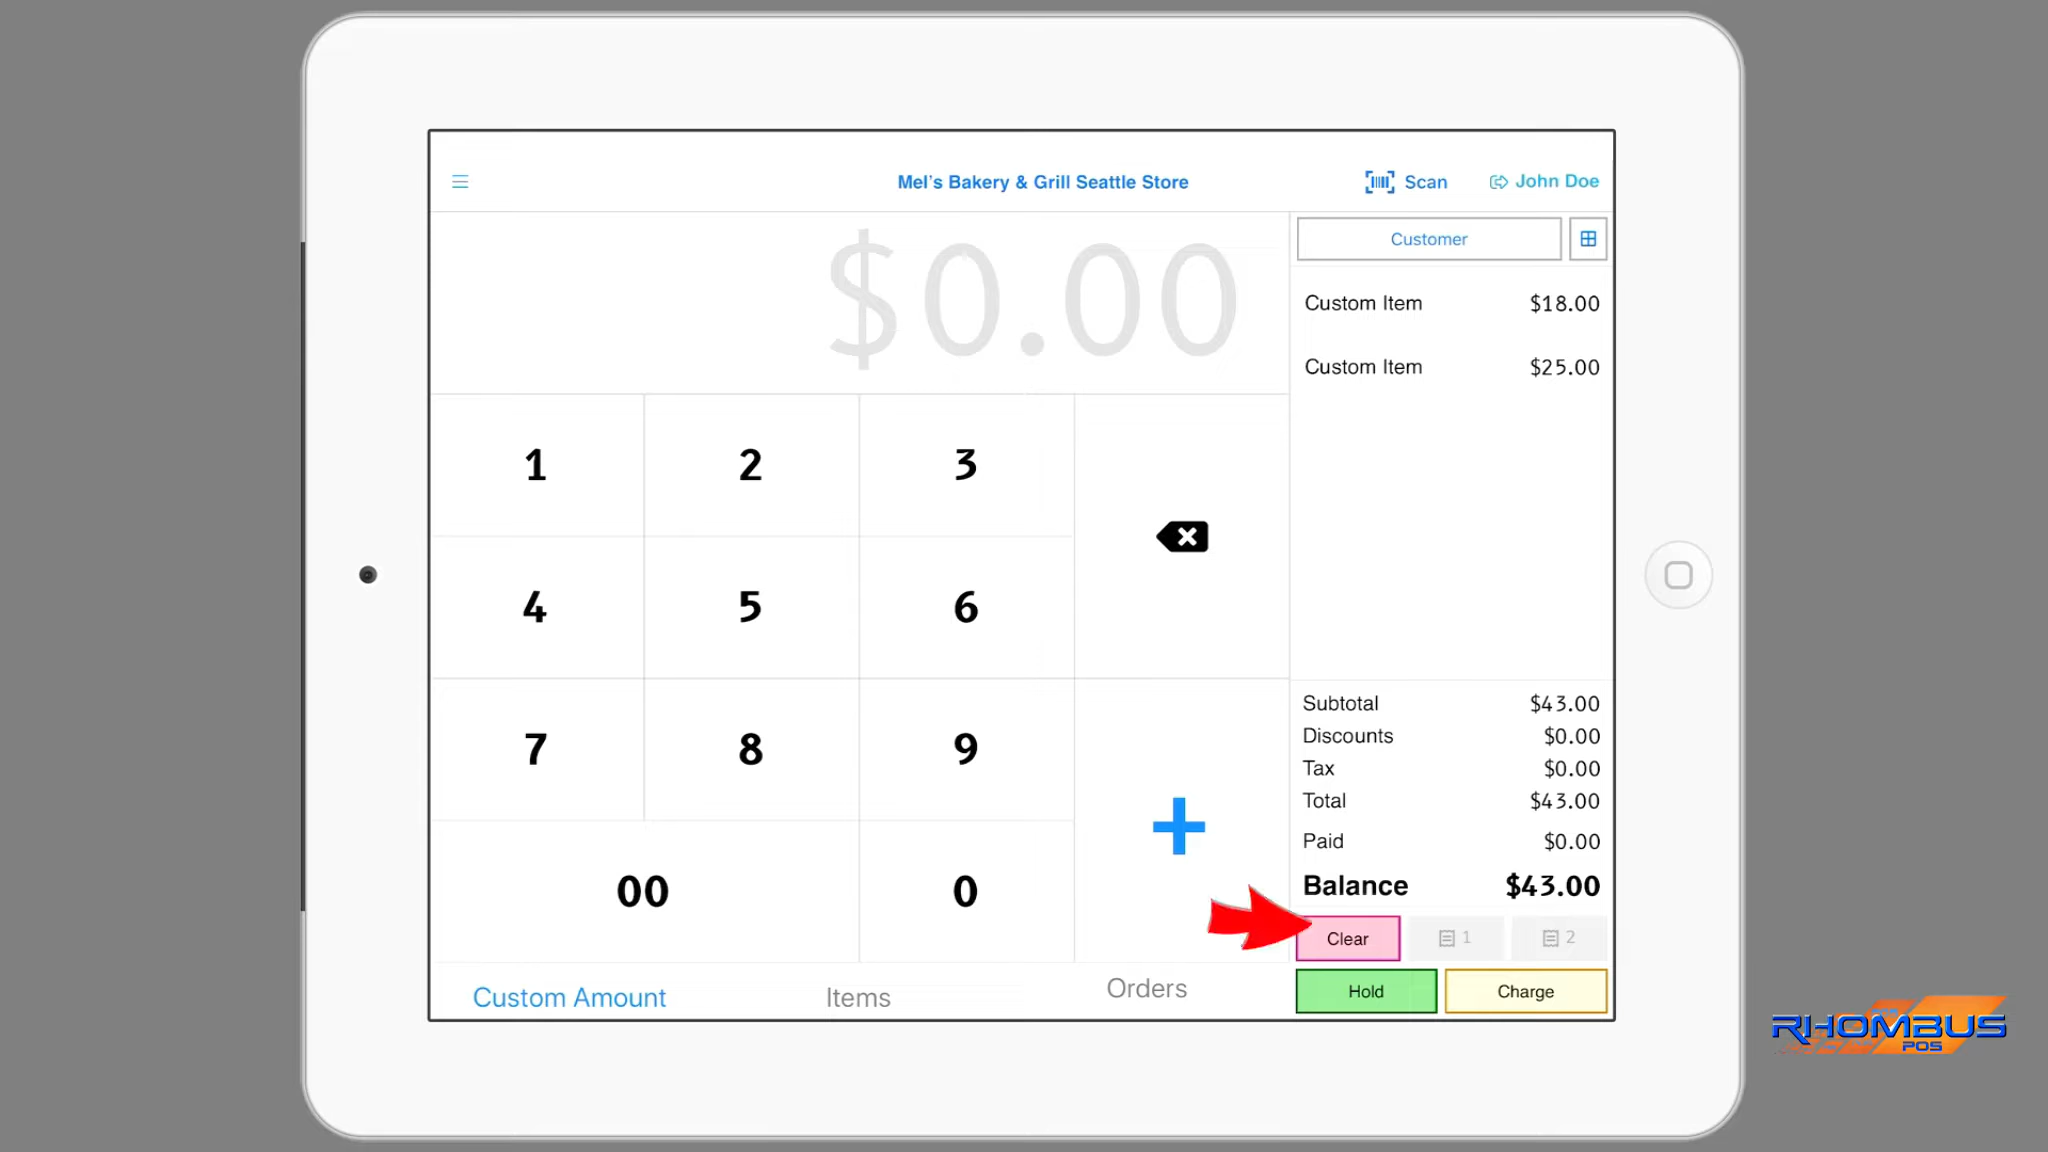 Mel's Bakery & Grill Seattle Store
Scan
John Doe
$0.00
Customer
Custom Item $18.00
Custom Item $25.00
1 2 3
4 5 6
7 8 9
00 0
Subtotal $43.00
Discounts $0.00
Tax $0.00
Total $43.00
Paid $0.00
Balance $43.00
Clear 1 2
Hold Charge
Custom Amount Items Orders
RHOMBUS
POS